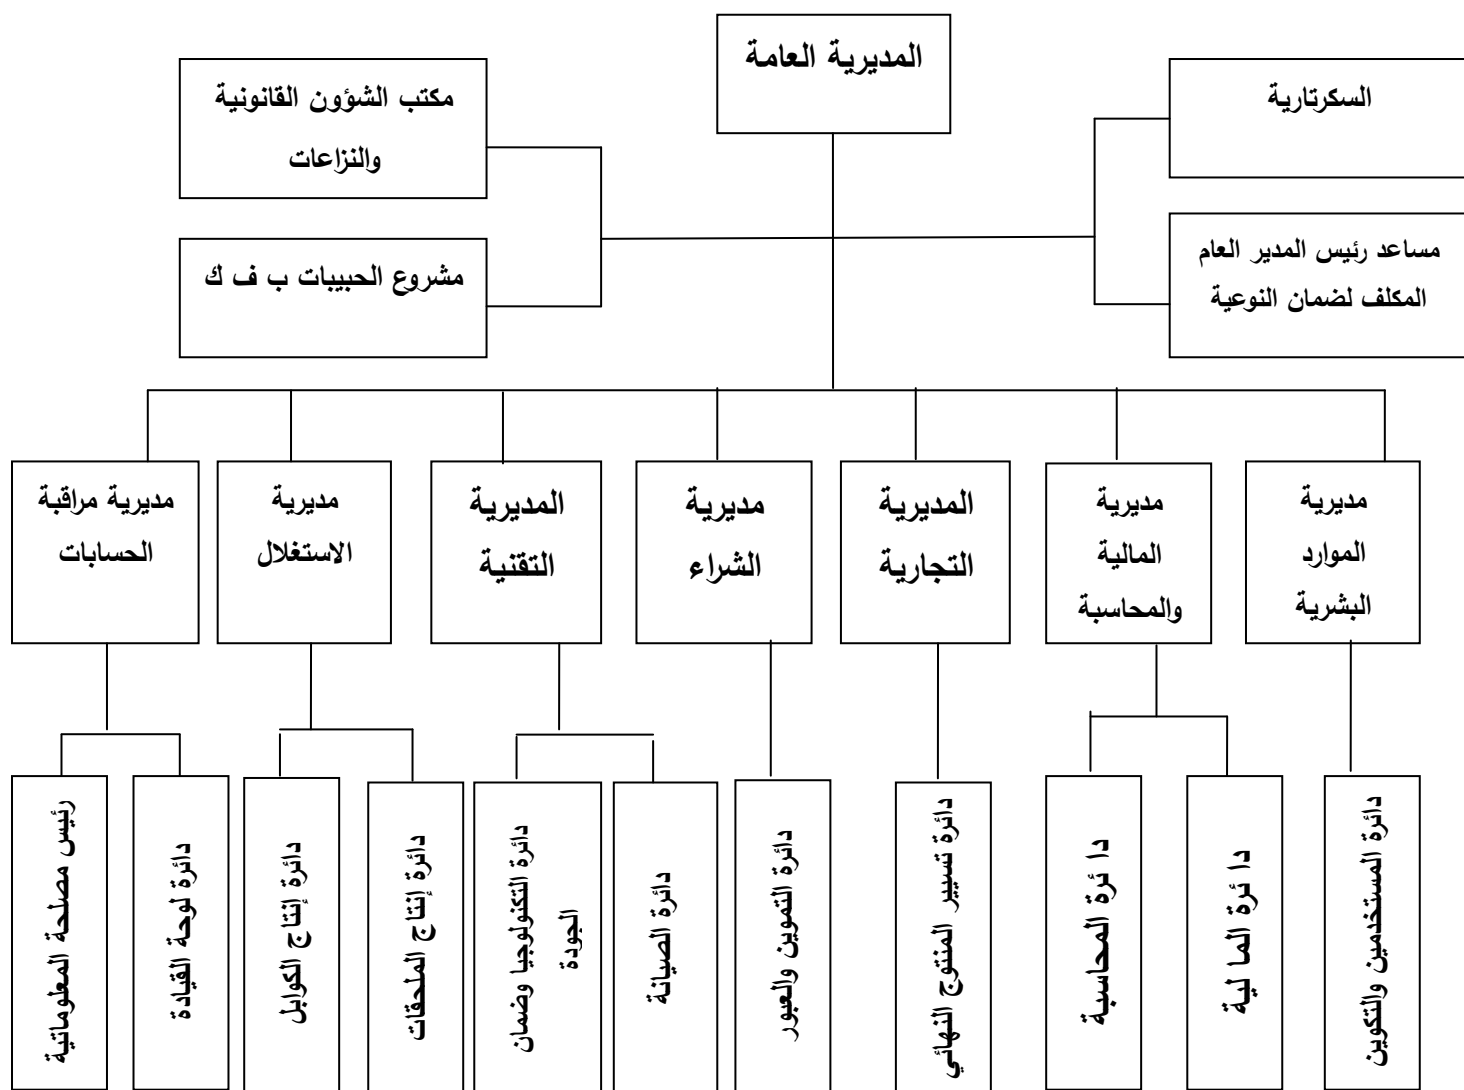 المديرية العامة
السكرتارية
مكتب الشؤون القانونية
والنزاعات
مساعد رئيس المدير العام
المكلف لضمان النوعية
مشروع الحبيبات ب ف ك
مديرية
الموارد
البشرية
مديرية
المالية
والمحاسبة
المديرية
التجارية
مديرية
الشراء
المديرية
التقنية
مديرية
الاستغلال
مديرية مراقبة
الحسابات
دائرة المستخدمين والتكوين
دا ئرة الما لية
دا ئرة المحاسبة
دائرة تسيير المنتوج النهائي
دائرة التموين والعبور
دائرة الصيانة
دائرة التكنولوجيا وضمان
الجودة
دائرة إنتاج الملحقات
دائرة إنتاج الكوابل
دائرة لوحة القيادة
رئيس مصلحة المعلوماتية